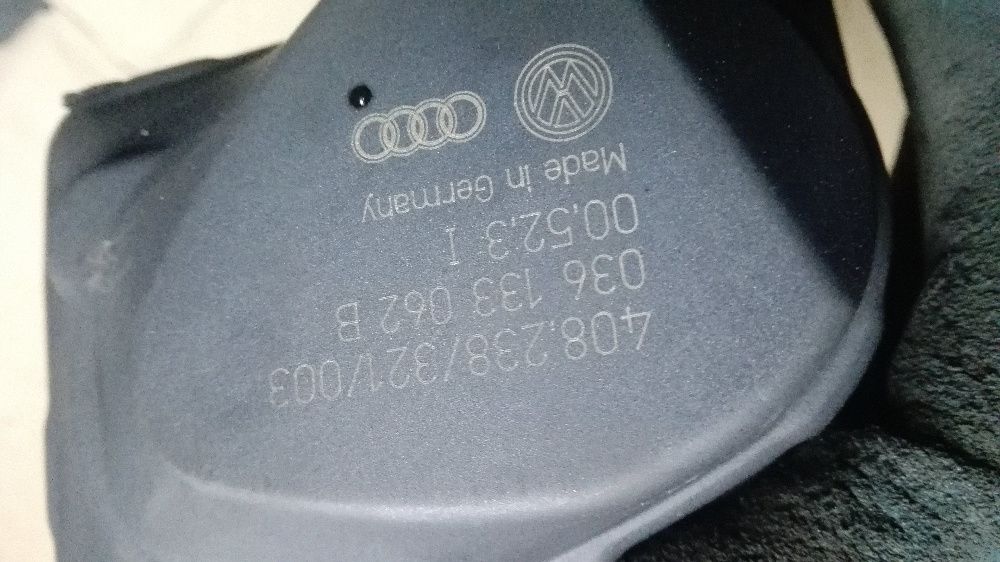 408.238/321/003
036 133 062 B
00.52.3 I
Made in Germany